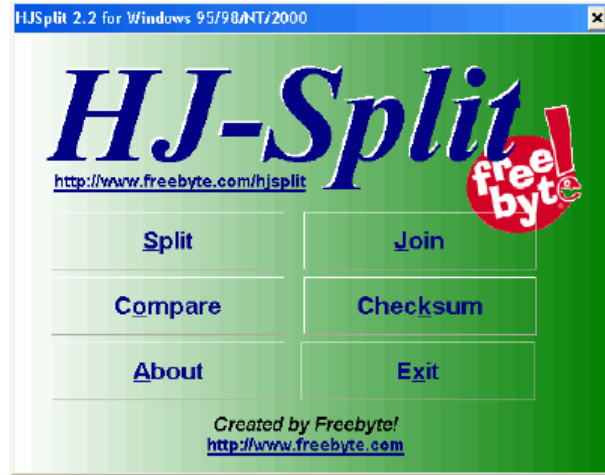 HJSplit 2.2 for Windows 95/98/NT/2000
HJ-Split
http://www.freebyte.com/hjsplit
free
byte!
Split
Join
Compare
Checksum
About
Exit
Created by Freebyte!
http://www.freebyte.com